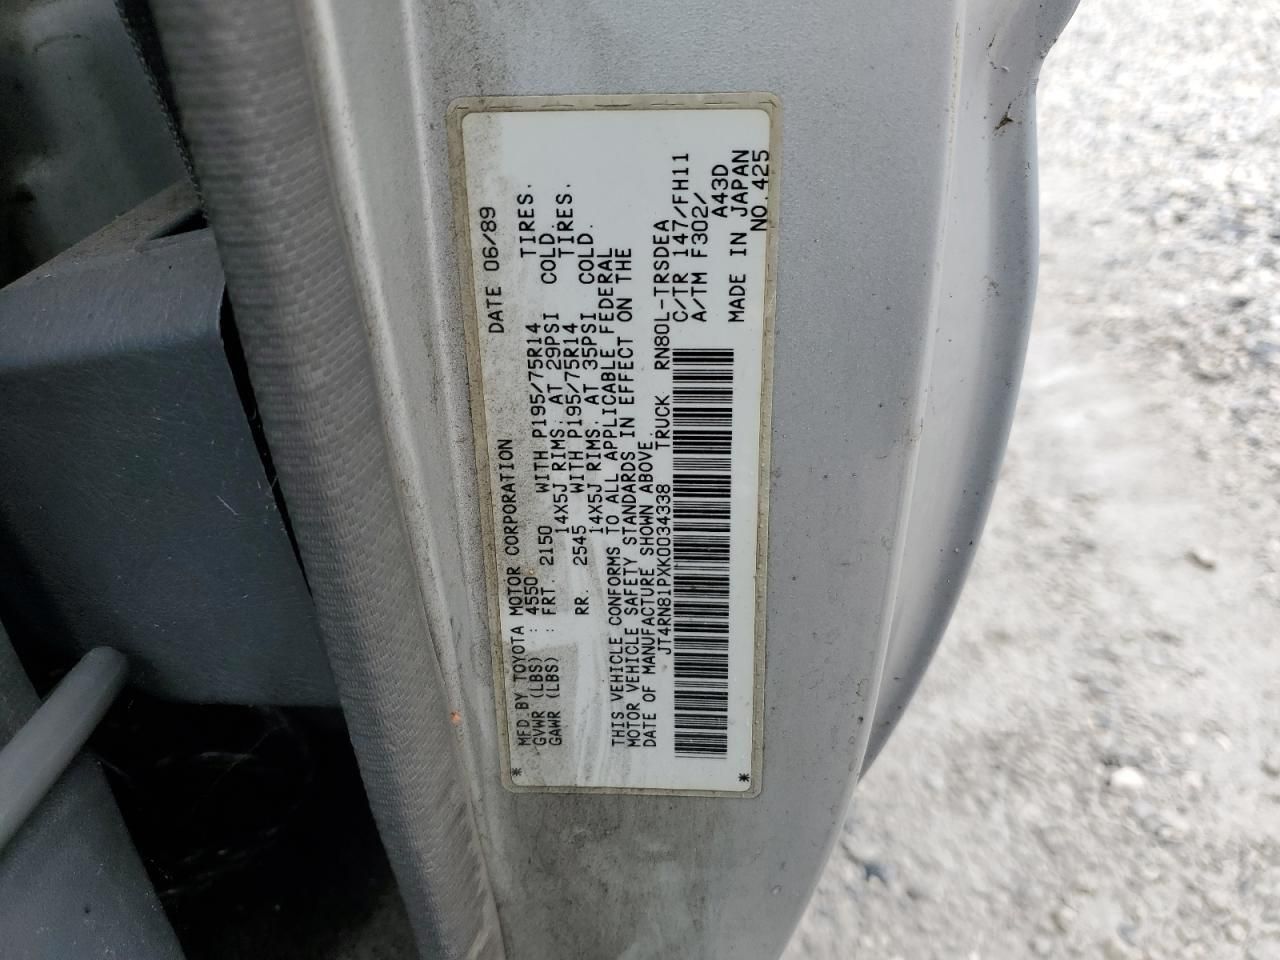 MFD. BY TOYOTA MOTOR CORPORATION DATE 06/89
GVWR (LBS) : 4550
GAWR (LBS) : FRT. 2150 WITH P195/75R14 TIRES.
14X5J RIMS. AT 29PSI COLD.
RR. 2545 WITH P195/75R14 TIRES.
14X5J RIMS. AT 35PSI COLD.
THIS VEHICLE CONFORMS TO ALL APPLICABLE FEDERAL
MOTOR VEHICLE SAFETY STANDARDS IN EFFECT ON THE
DATE OF MANUFACTURE SHOWN ABOVE.
JT4RN81PXK0034338 TRUCK RN80L-TRSDEA
C/TR 147/FH11
A/TM F302/
A43D
* * MADE IN JAPAN
NO.425